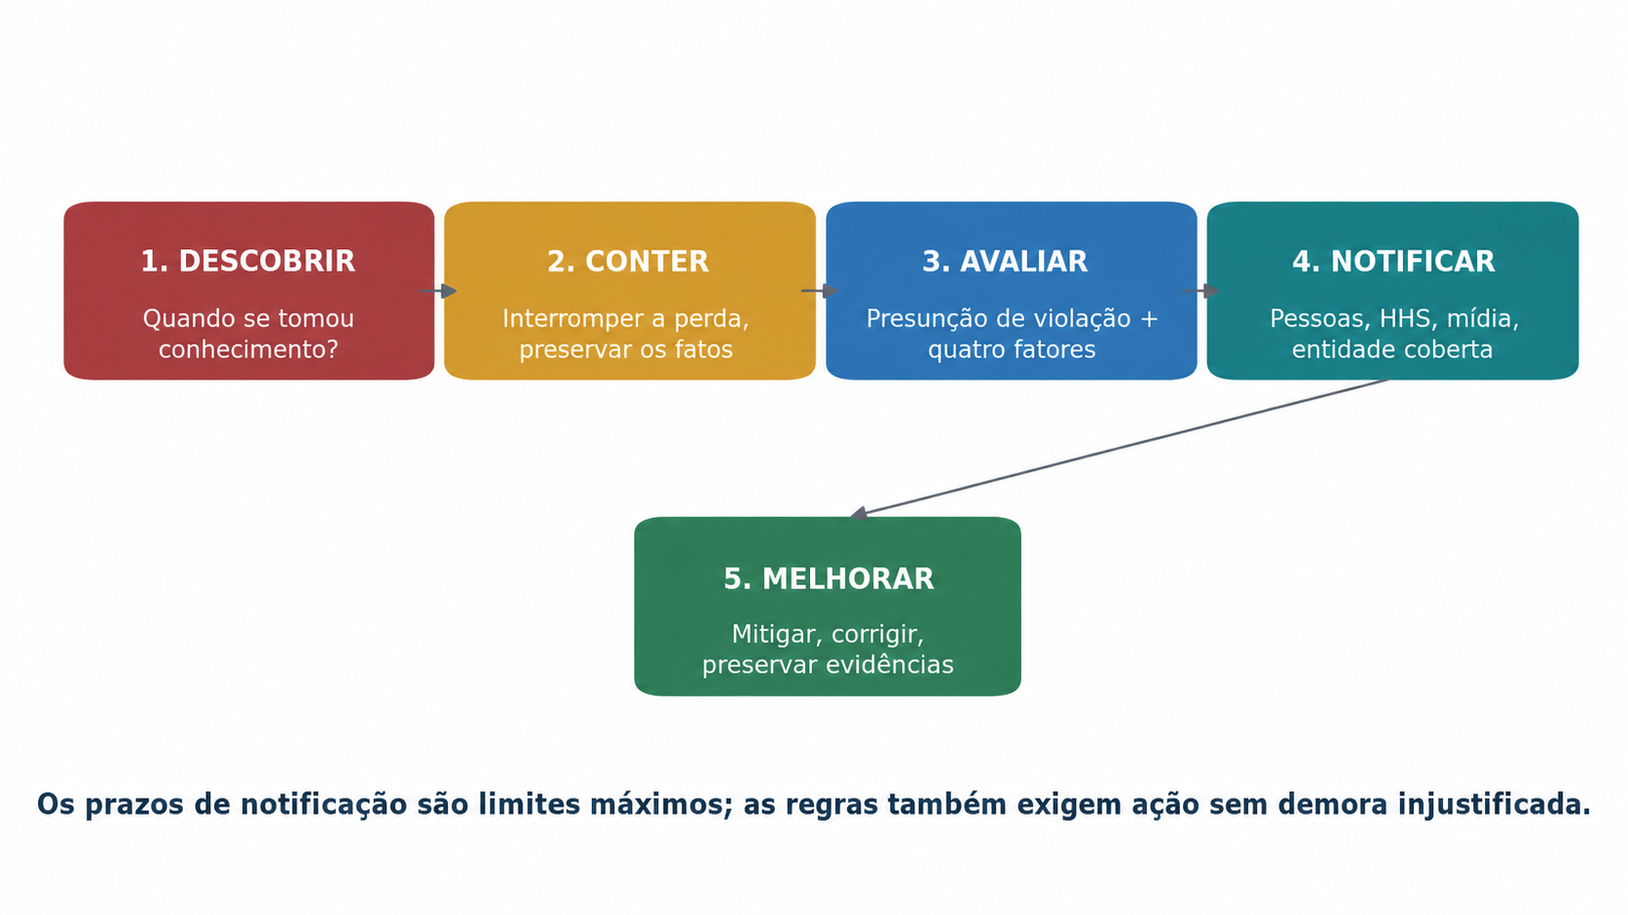 1. DESCOBRIR
Quando se tomou
conhecimento?
2. CONTER
Interromper a perda,
preservar os fatos
3. AVALIAR
Presunção de violação +
quatro fatores
4. NOTIFICAR
Pessoas, HHS, mídia,
entidade coberta
5. MELHORAR
Mitigar, corrigir,
preservar evidências
Os prazos de notificação são limites máximos; as regras também exigem ação sem demora injustificada.